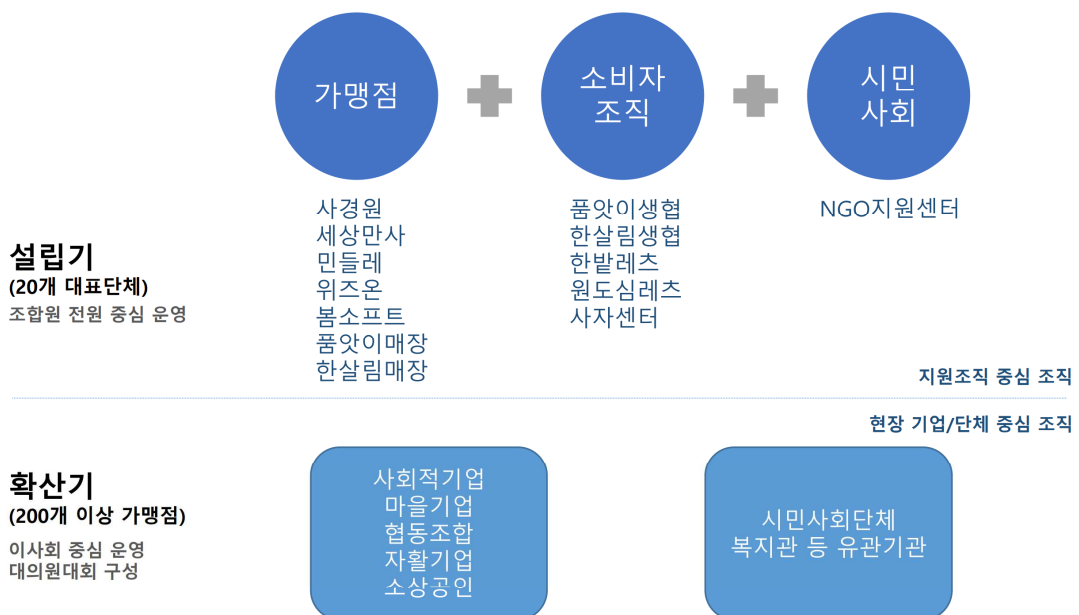 가맹점
소비자
조직
시민
사회
설립기
(20개 대표단체)
조합원 전원 중심 운영
사경원
세상만사
민들레
위즈온
봄소프트
품앗이매장
한살림매장
품앗이생협
한살림생협
한밭레츠
원도심레츠
사자센터
NGO지원센터
지원조직 중심 조직
현장 기업/단체 중심 조직
확산기
(200개 이상 가맹점)
이사회 중심 운영
대의원대회 구성
사회적기업
마을기업
협동조합
자활기업
소상공인
시민사회단체
복지관 등 유관기관